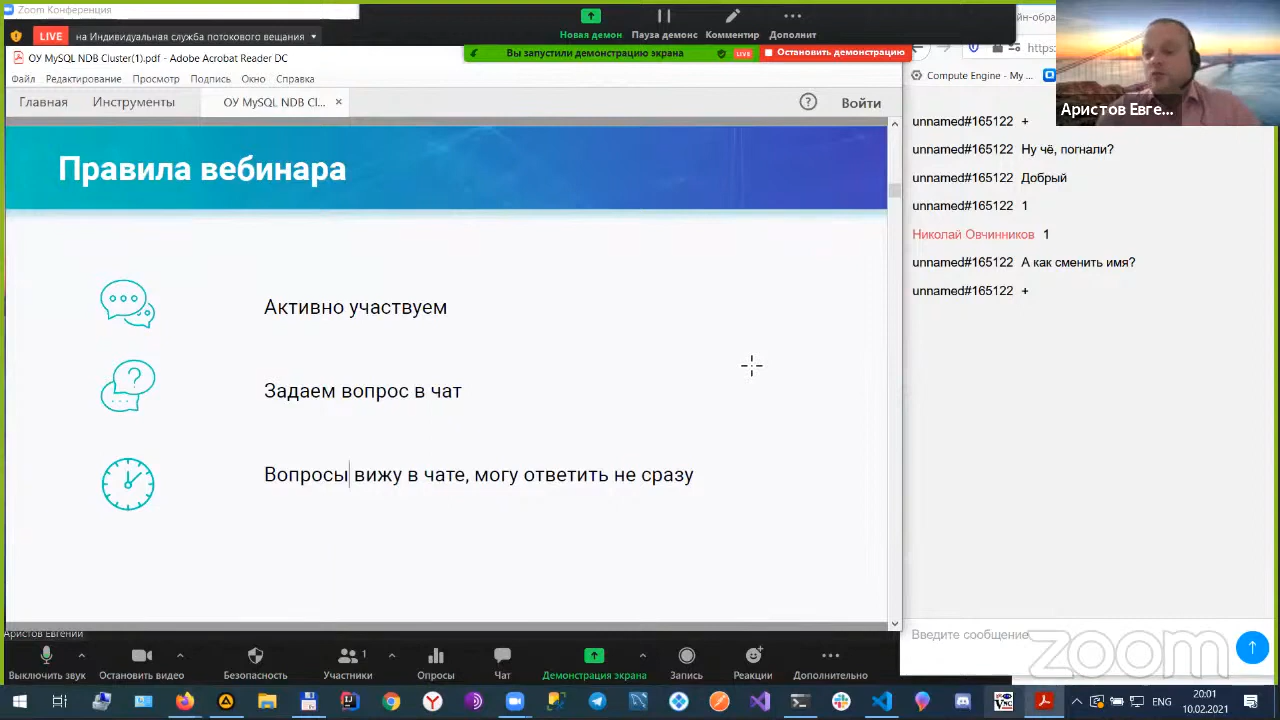 Zoom Конференция
LIVE на Индивидуальная служба потокового вещания
Новая демон Пауза демонс Комментир Дополнит
Вы запустили демонстрацию экрана LIVE Остановить демонстрацию
ОУ MySQL NDB Cluster(1).pdf - Adobe Acrobat Reader DC
Файл Редактирование Просмотр Подпись Окно Справка
Главная Инструменты ОУ MySQL NDB Cl... × ? Войти
йн-обра
https:
Compute Engine - My ...
Аристов Евге...
Правила вебинара
Активно участвуем
Задаем вопрос в чат
Вопросы вижу в чате, могу ответить не сразу
unnamed#165122 +
unnamed#165122 Ну чё, погнали?
unnamed#165122 Добрый
unnamed#165122 1
Николай Овчинников 1
unnamed#165122 А как сменить имя?
unnamed#165122 +
Введите сообщение
zoom
Аристов Евгений
Выключить звук Остановить видео Безопасность Участники 1 Опросы Чат Демонстрация экрана Запись Реакции Дополнительно
ENG 20:01
10.02.2021